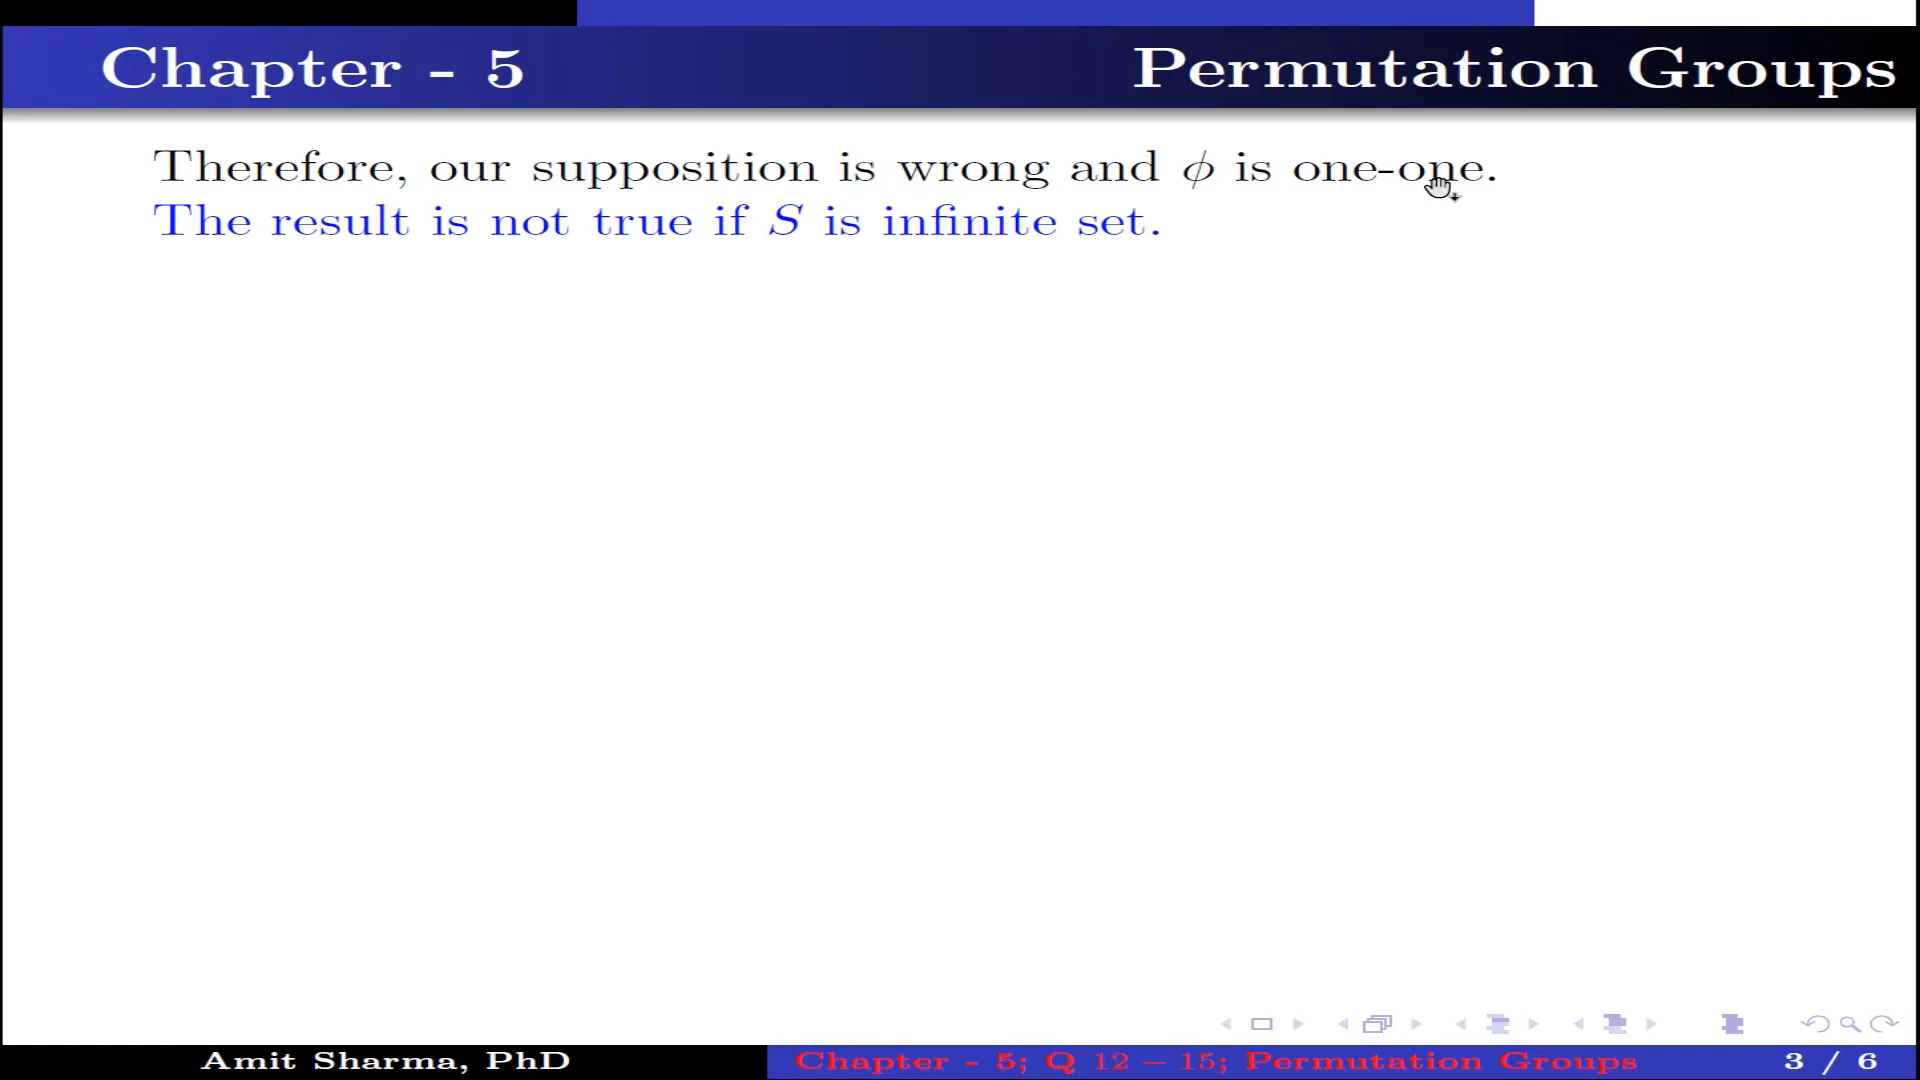 Chapter - 5 Permutation Groups
Therefore, our supposition is wrong and ϕ is one-one.
The result is not true if S is infinite set.
Amit Sharma, PhD Chapter - 5; Q 12 – 15; Permutation Groups 3 / 6